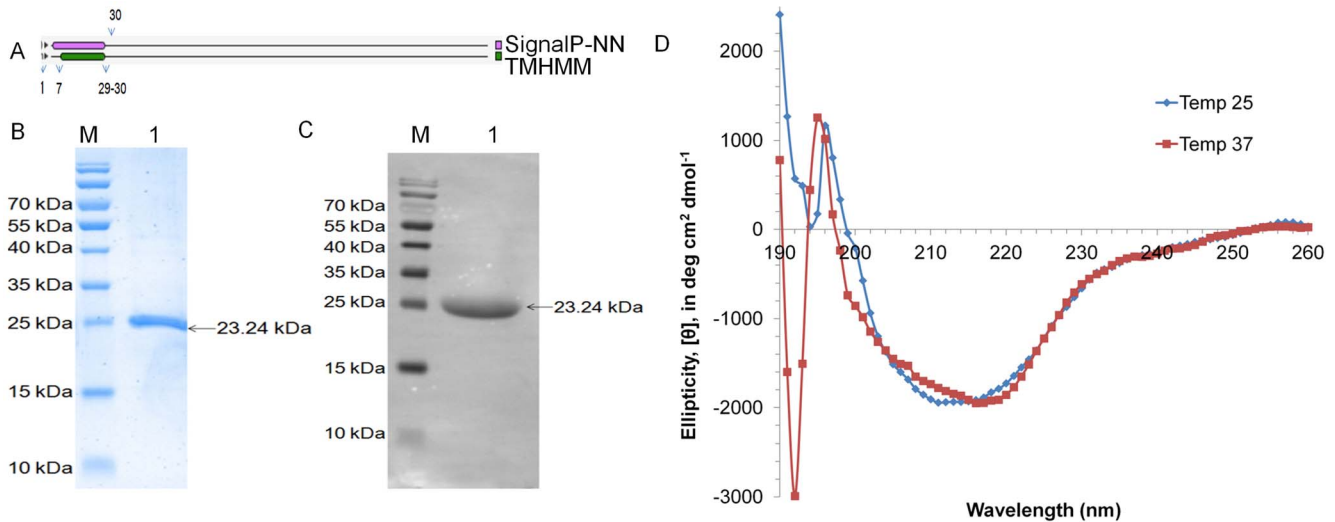 A
30
SignalP-NN
TMHMM
1 7 29-30
B
M 1
70 kDa
55 kDa
40 kDa
35 kDa
25 kDa
15 kDa
10 kDa
23.24 kDa
C
M 1
70 kDa
55 kDa
40 kDa
35 kDa
25 kDa
15 kDa
10 kDa
23.24 kDa
D
Ellipticity, [θ], in deg cm² dmol⁻¹
2000
1000
0
-1000
-2000
-3000
190 200 210 220 230 240 250 260
Wavelength (nm)
Temp 25
Temp 37